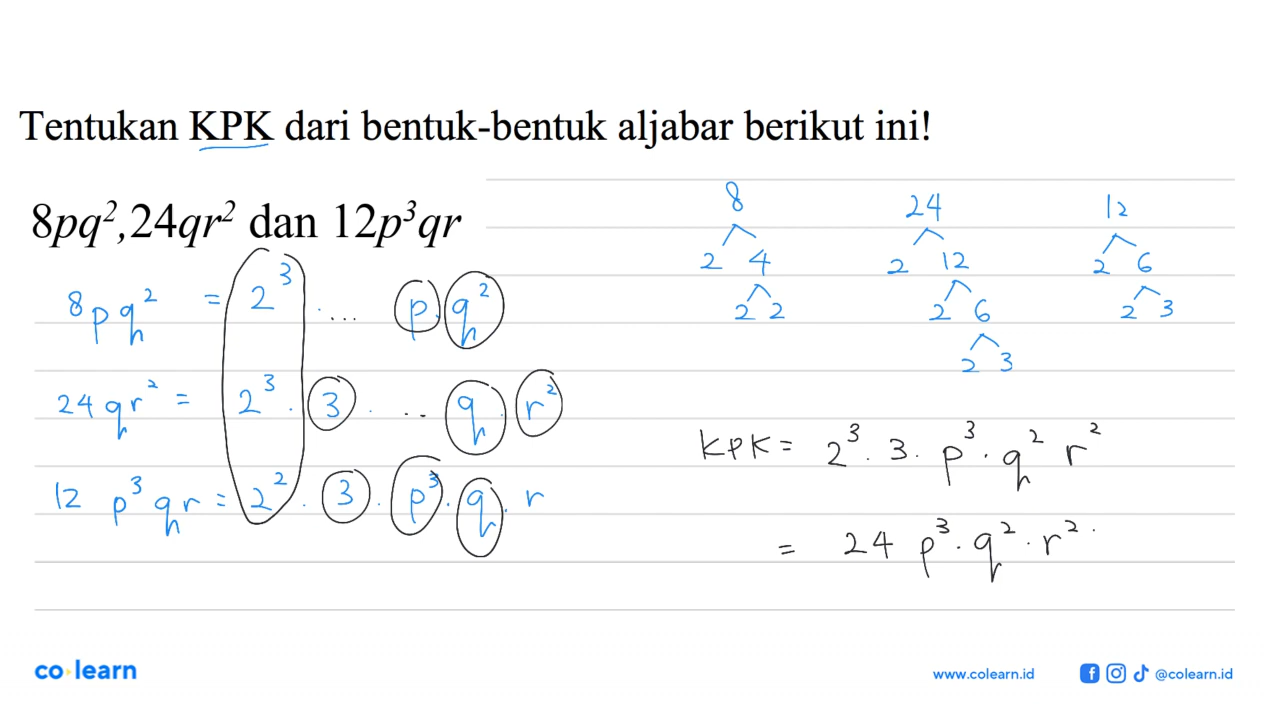 Tentukan KPK dari bentuk-bentuk aljabar berikut ini!
8pq²,24qr² dan 12p³qr
8pq² = 2³ .... p.q²
24qr² = 2³.3. .. q.r²
12 p³qr = 2².3.p³.q.r
8
2 4
2 2
24
2 12
2 6
2 3
12
2 6
2 3
KPK = 2³.3.p³.q² r²
= 24 p³.q².r².
co learn
www.colearn.id
@colearn.id